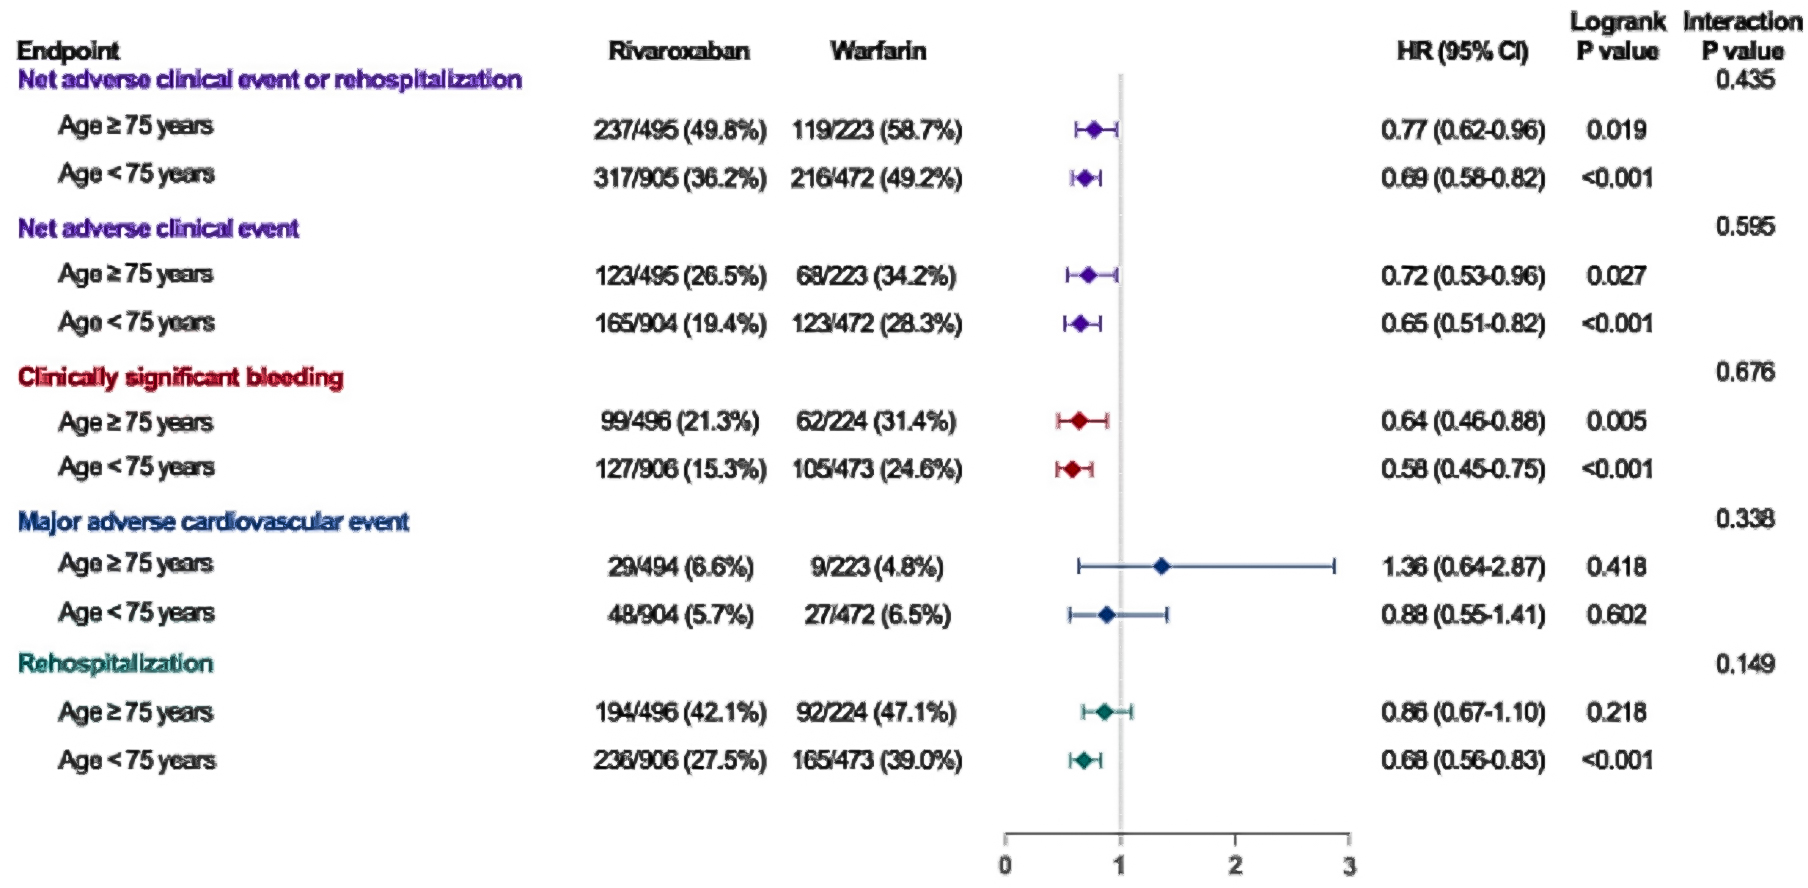 Logrank Interaction
Endpoint Rivaroxaban Warfarin HR (95% CI) P value P value
Net adverse clinical event or rehospitalization 0.435
Age ≥ 75 years 237/495 (49.8%) 119/223 (58.7%) 0.77 (0.62-0.96) 0.019
Age < 75 years 317/905 (36.2%) 216/472 (49.2%) 0.69 (0.58-0.82) <0.001
Net adverse clinical event 0.595
Age ≥ 75 years 123/495 (26.5%) 68/223 (34.2%) 0.72 (0.53-0.96) 0.027
Age < 75 years 165/904 (19.4%) 123/472 (28.3%) 0.65 (0.51-0.82) <0.001
Clinically significant bleeding 0.676
Age ≥ 75 years 99/496 (21.3%) 62/224 (31.4%) 0.64 (0.46-0.88) 0.005
Age < 75 years 127/906 (15.3%) 105/473 (24.6%) 0.58 (0.45-0.75) <0.001
Major adverse cardiovascular event 0.338
Age ≥ 75 years 29/494 (6.6%) 9/223 (4.8%) 1.36 (0.64-2.87) 0.418
Age < 75 years 48/904 (5.7%) 27/472 (6.5%) 0.88 (0.55-1.41) 0.602
Rehospitalization 0.149
Age ≥ 75 years 194/496 (42.1%) 92/224 (47.1%) 0.86 (0.67-1.10) 0.218
Age < 75 years 236/906 (27.5%) 165/473 (39.0%) 0.68 (0.56-0.83) <0.001
0 1 2 3